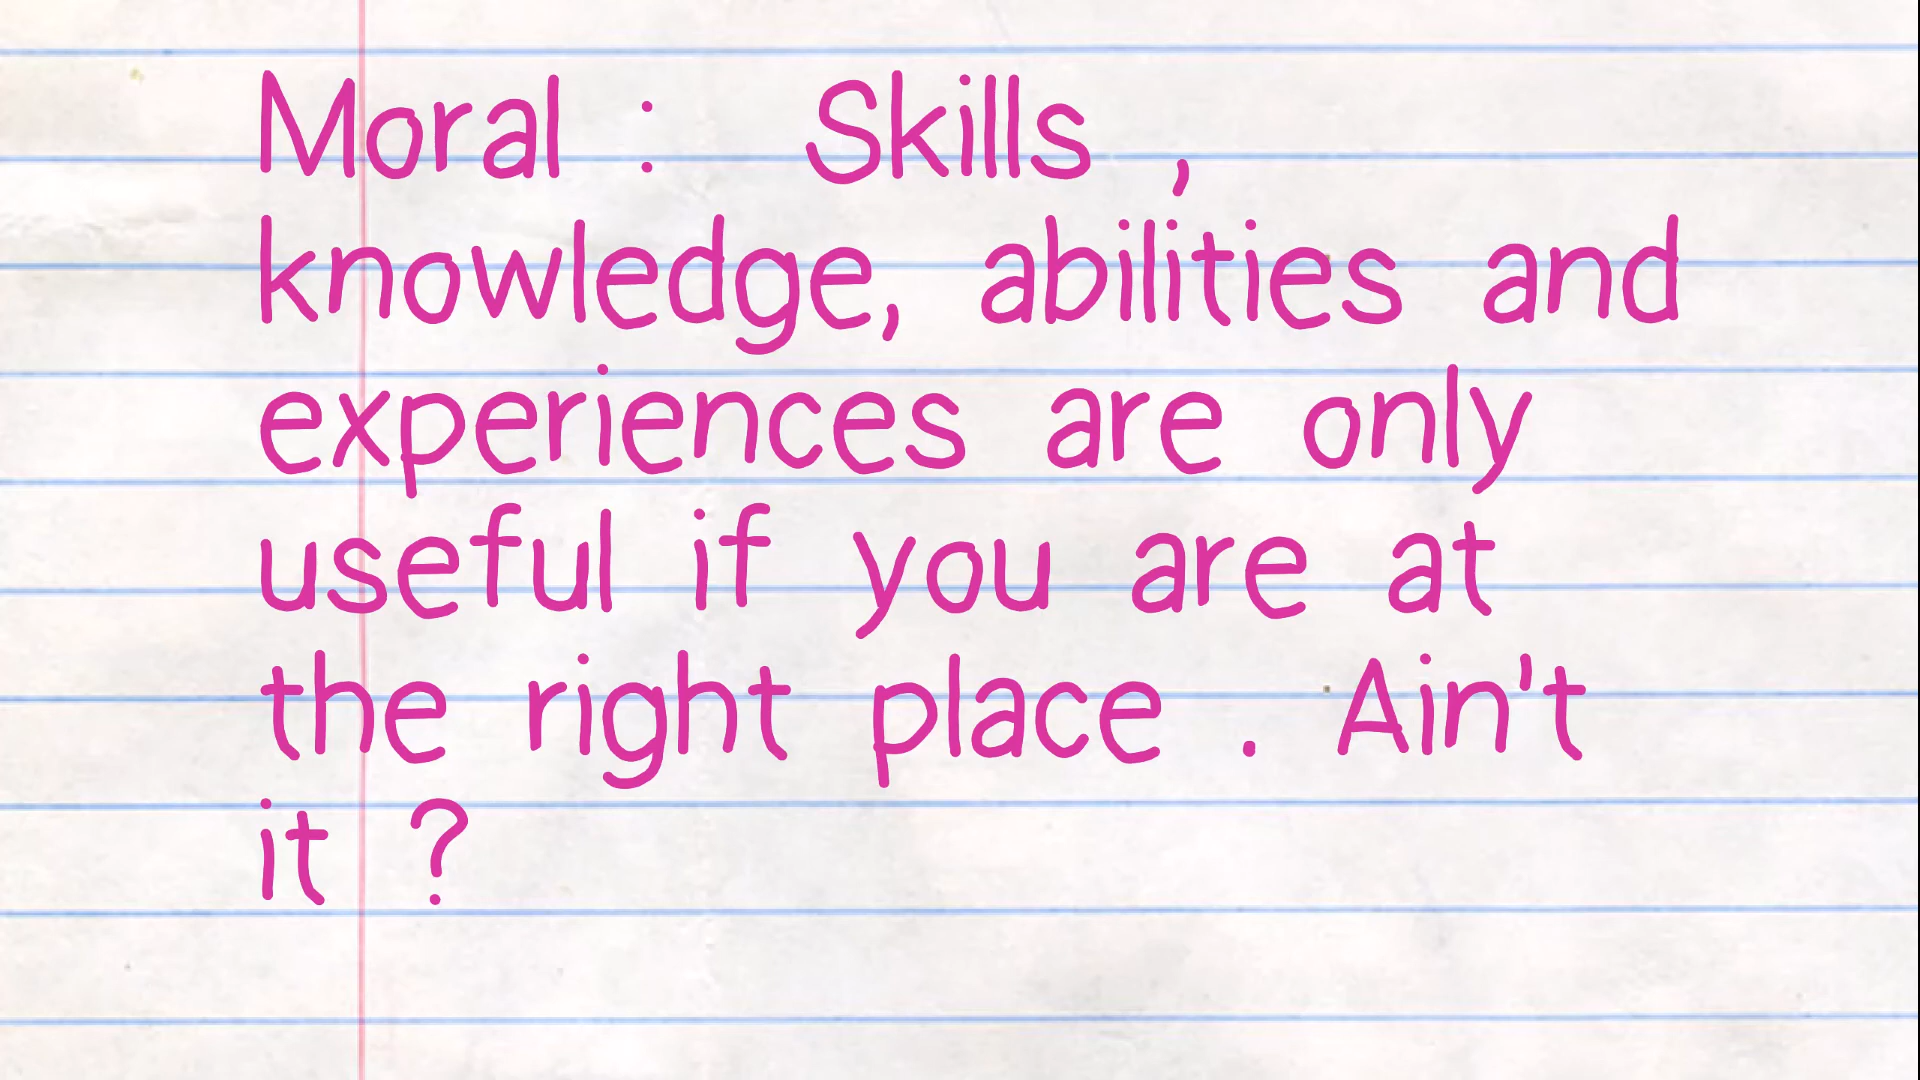 Moral : Skills ,
knowledge, abilities and
experiences are only
useful if you are at
the right place . Ain't
it ?